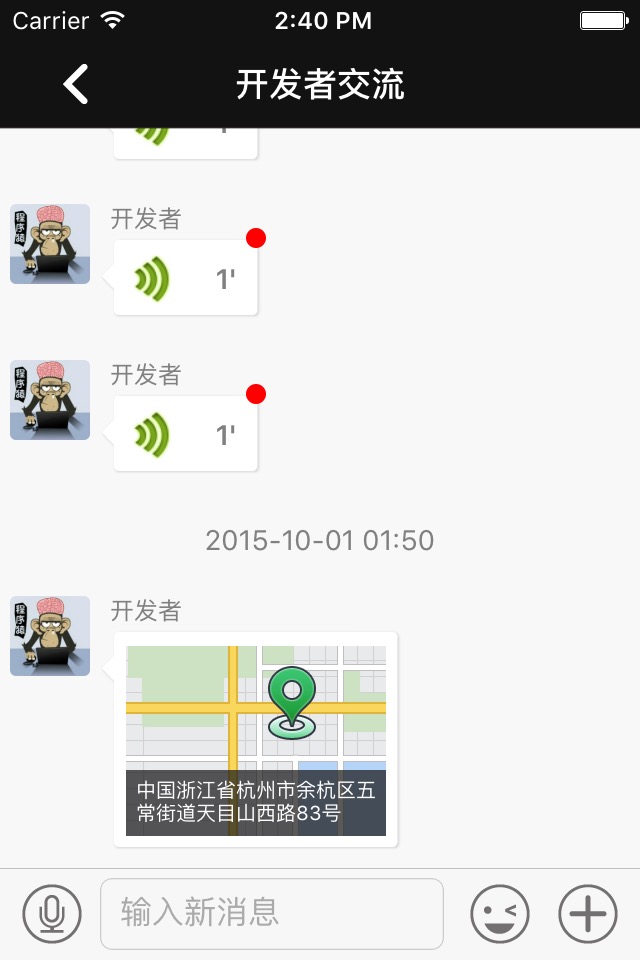 Carrier 2:40 PM
开发者交流
1'
程序猿
开发者
1'
程序猿
开发者
1'
2015-10-01 01:50
程序猿
开发者
中国浙江省杭州市余杭区五
常街道天目山西路83号
输入新消息